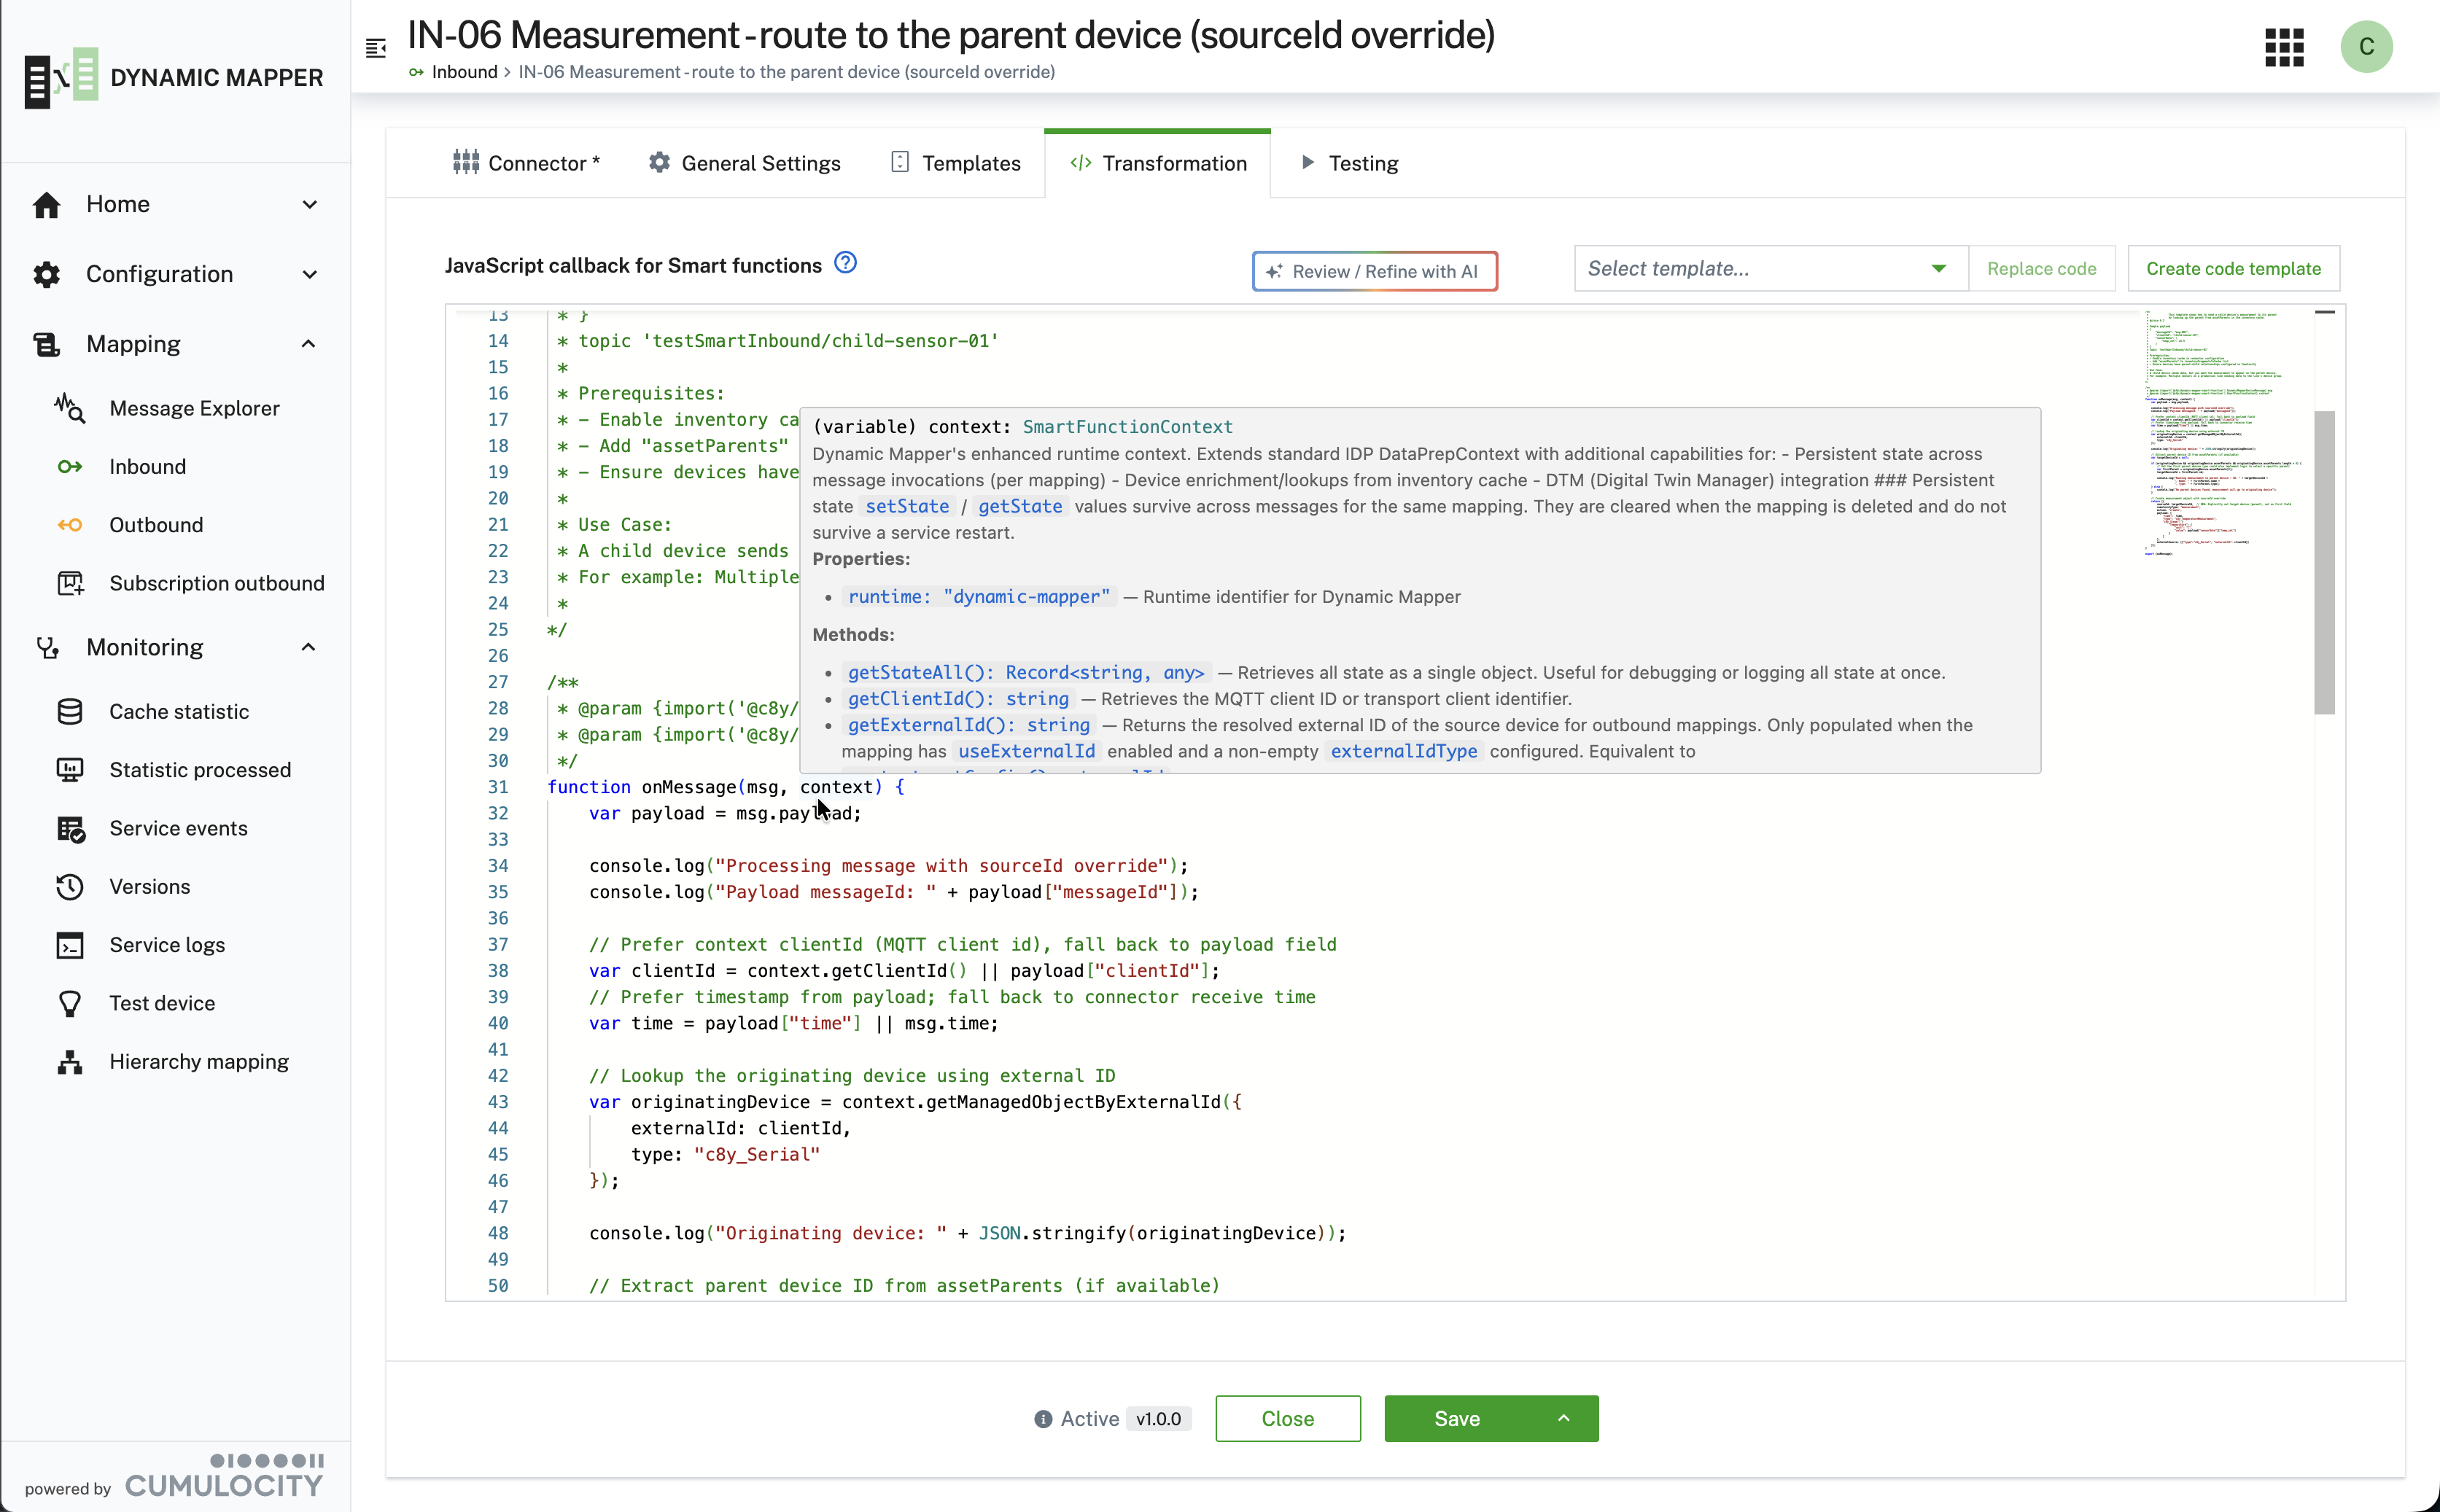 DYNAMIC MAPPER
Home
Configuration
Mapping
Message Explorer
Inbound
Outbound
Subscription outbound
Monitoring
Cache statistic
Statistic processed
Service events
Versions
Service logs
Test device
Hierarchy mapping
powered by CUMULOCITY
IN-06 Measurement - route to the parent device (sourceId override)
Inbound > IN-06 Measurement - route to the parent device (sourceId override)
C
Connector *
General Settings
Templates
Transformation
Testing
JavaScript callback for Smart functions
Review / Refine with AI
Select template...
Replace code
Create code template
13 * }
14 * topic 'testSmartInbound/child-sensor-01'
15 *
16 * Prerequisites:
17 * - Enable inventory ca
18 * - Add "assetParents"
19 * - Ensure devices have
20 *
21 * Use Case:
22 * A child device sends
23 * For example: Multiple
24 *
25 */
26
27 /**
28 * @param {import('@c8y/
29 * @param {import('@c8y/
30 */
(variable) context: SmartFunctionContext
Dynamic Mapper's enhanced runtime context. Extends standard IDP DataPrepContext with additional capabilities for: - Persistent state across
message invocations (per mapping) - Device enrichment/lookups from inventory cache - DTM (Digital Twin Manager) integration ### Persistent
state setState / getState values survive across messages for the same mapping. They are cleared when the mapping is deleted and do not
survive a service restart.
Properties:
• runtime: "dynamic-mapper" — Runtime identifier for Dynamic Mapper
Methods:
• getStateAll(): Record<string, any> — Retrieves all state as a single object. Useful for debugging or logging all state at once.
• getClientId(): string — Retrieves the MQTT client ID or transport client identifier.
• getExternalId(): string — Returns the resolved external ID of the source device for outbound mappings. Only populated when the
mapping has useExternalId enabled and a non-empty externalIdType configured. Equivalent to
31 function onMessage(msg, context) {
32 var payload = msg.payload;
33
34 console.log("Processing message with sourceId override");
35 console.log("Payload messageId: " + payload["messageId"]);
36
37 // Prefer context clientId (MQTT client id), fall back to payload field
38 var clientId = context.getClientId() || payload["clientId"];
39 // Prefer timestamp from payload; fall back to connector receive time
40 var time = payload["time"] || msg.time;
41
42 // Lookup the originating device using external ID
43 var originatingDevice = context.getManagedObjectByExternalId({
44 externalId: clientId,
45 type: "c8y_Serial"
46 });
47
48 console.log("Originating device: " + JSON.stringify(originatingDevice));
49
50 // Extract parent device ID from assetParents (if available)
Active v1.0.0
Close
Save